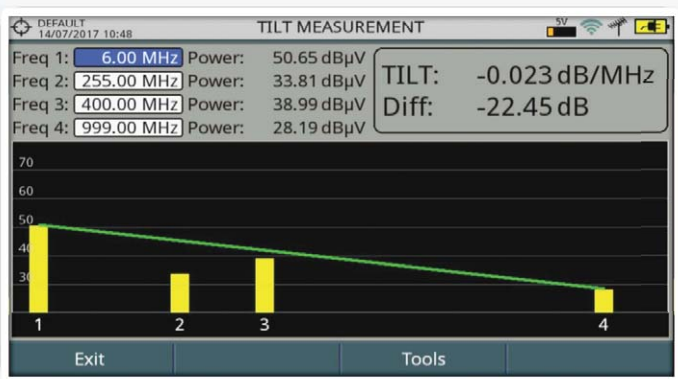 DEFAULT
14/07/2017 10:48
TILT MEASUREMENT
5V
Freq 1: 6.00 MHz Power: 50.65 dBµV
Freq 2: 255.00 MHz Power: 33.81 dBµV
Freq 3: 400.00 MHz Power: 38.99 dBµV
Freq 4: 999.00 MHz Power: 28.19 dBµV
TILT: -0.023 dB/MHz
Diff: -22.45 dB
70
60
50
40
30
1 2 3 4
Exit Tools